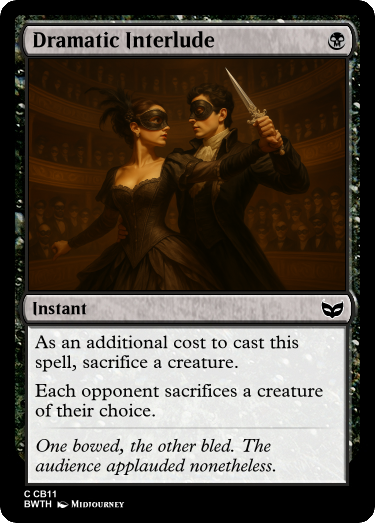 Dramatic Interlude
Instant
As an additional cost to cast this
spell, sacrifice a creature.
Each opponent sacrifices a creature
of their choice.
One bowed, the other bled. The
audience applauded nonetheless.
C CB11
BWTH Midjourney